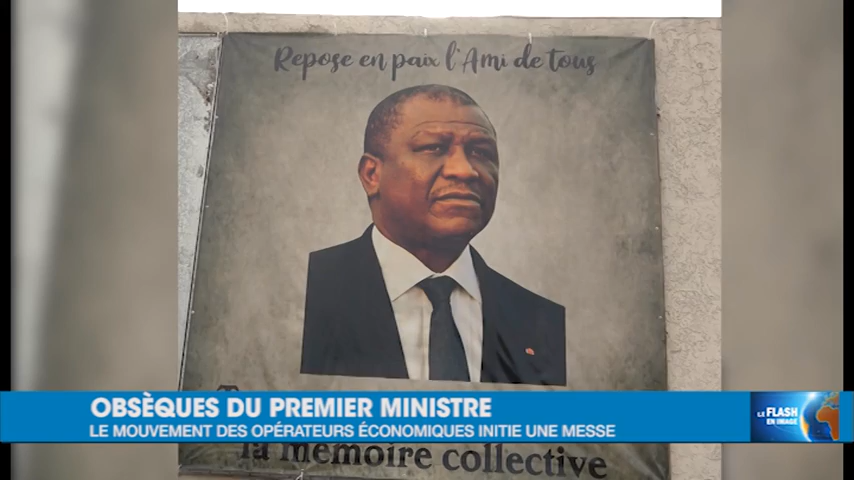 Repose en paix l'Ami de tous
OBSÈQUES DU PREMIER MINISTRE
LE MOUVEMENT DES OPÉRATEURS ÉCONOMIQUES INITIE UNE MESSE
LE FLASH
EN IMAGE
la mémoire collective